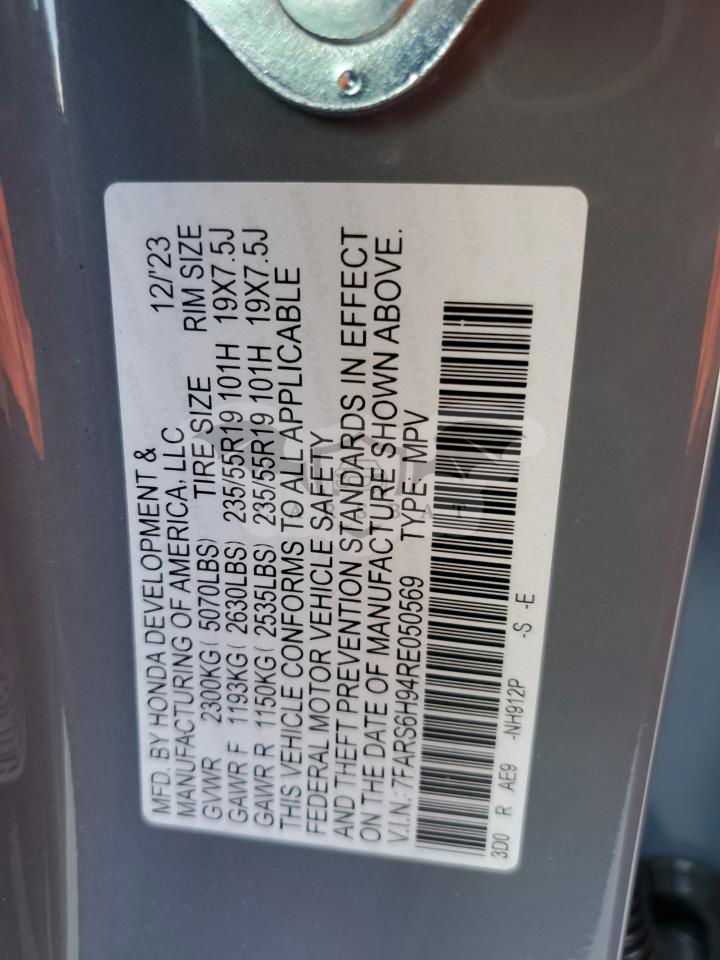 MFD. BY HONDA DEVELOPMENT &
MANUFACTURING OF AMERICA, LLC 12/'23
GVWR 2300KG ( 5070LBS) TIRE SIZE RIM SIZE
GAWR F 1193KG ( 2630LBS) 235/55R19 101H 19X7.5J
GAWR R 1150KG ( 2535LBS) 235/55R19 101H 19X7.5J
THIS VEHICLE CONFORMS TO ALL APPLICABLE
FEDERAL MOTOR VEHICLE SAFETY
AND THEFT PREVENTION STANDARDS IN EFFECT
ON THE DATE OF MANUFACTURE SHOWN ABOVE.
V.I.N.: 7FARS6H94RE050569 TYPE: MPV
3D0 R AE9 -NH912P -S -E